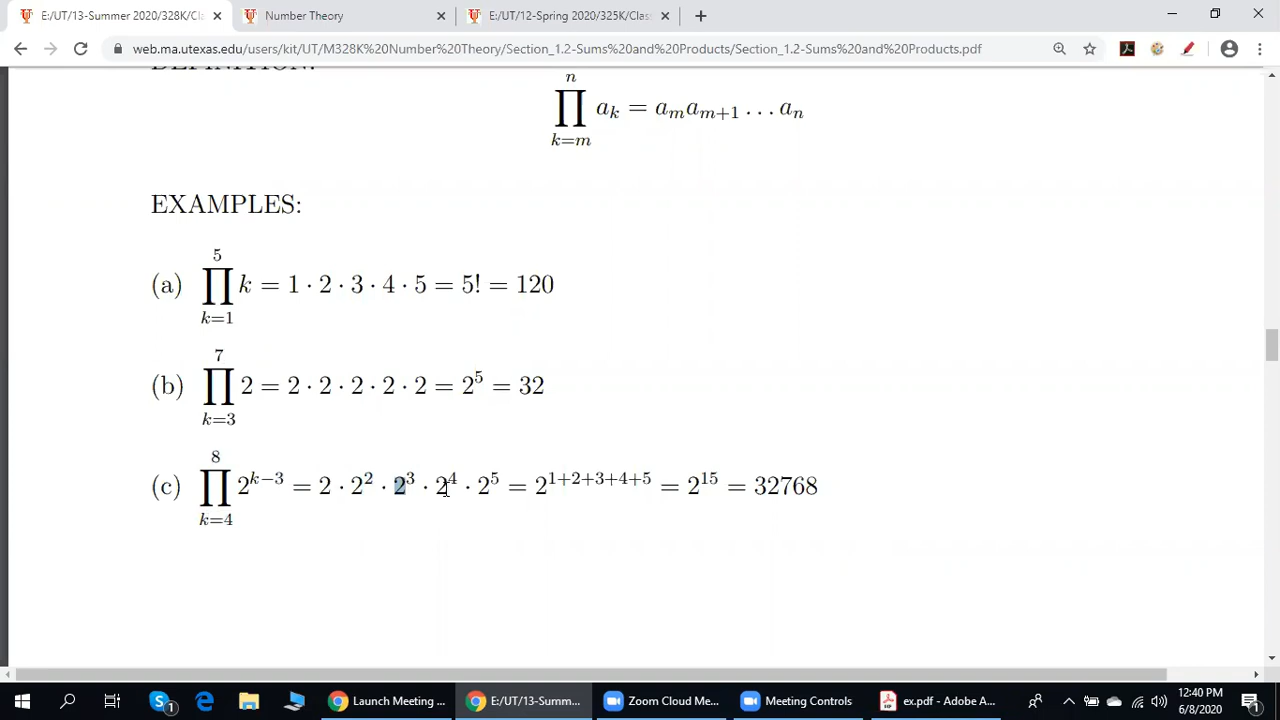 E:/UT/13-Summer 2020/328K/Cla
Number Theory
E:/UT/12-Spring 2020/325K/Clas
web.ma.utexas.edu/users/kit/UT/M328K%20Number%20Theory/Section_1.2-Sums%20and%20Products/Section_1.2-Sums%20and%20Products.pdf
DEFINITION:
∏_{k=m}^{n} a_k = a_m a_{m+1} … a_n
EXAMPLES:
(a) ∏_{k=1}^{5} k = 1 · 2 · 3 · 4 · 5 = 5! = 120
(b) ∏_{k=3}^{7} 2 = 2 · 2 · 2 · 2 · 2 = 2^5 = 32
(c) ∏_{k=4}^{8} 2^{k−3} = 2 · 2^2 · 2^3 · 2^4 · 2^5 = 2^{1+2+3+4+5} = 2^{15} = 32768
1
Launch Meeting ...
E:/UT/13-Summ...
Zoom Cloud Me...
Meeting Controls
ex.pdf - Adobe A...
12:40 PM
6/8/2020
1